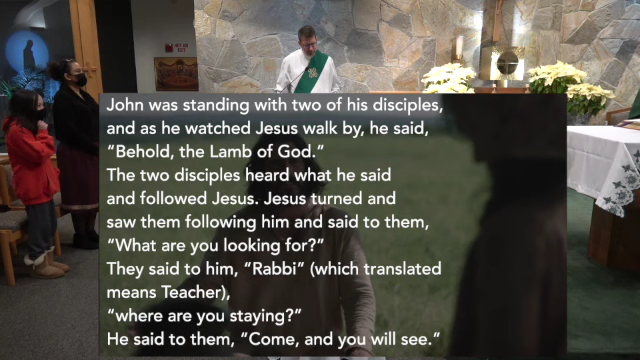 John was standing with two of his disciples,
and as he watched Jesus walk by, he said,
“Behold, the Lamb of God.”
The two disciples heard what he said
and followed Jesus. Jesus turned and
saw them following him and said to them,
“What are you looking for?”
They said to him, “Rabbi” (which translated
means Teacher),
“where are you staying?”
He said to them, “Come, and you will see.”